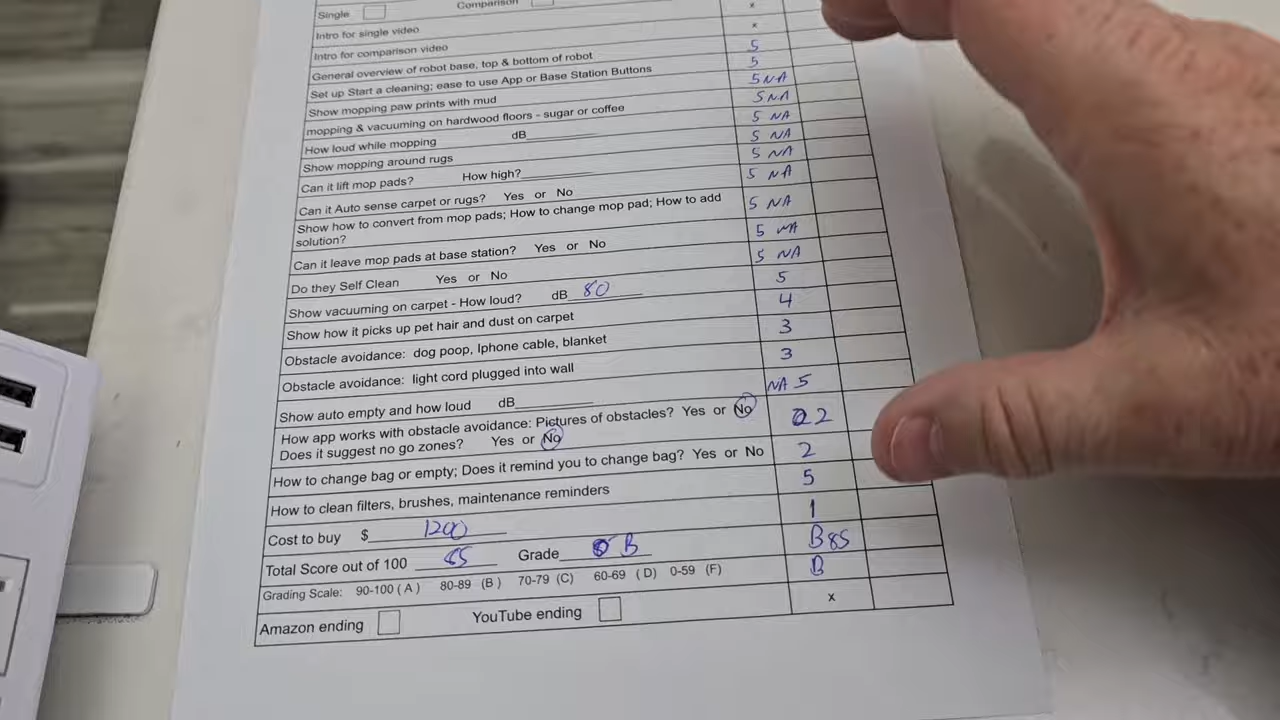 Single Comparison
Intro for single video x
Intro for comparison video x
General overview of robot base, top & bottom of robot 5
Set up Start a cleaning; ease to use App or Base Station Buttons 5
Show mopping paw prints with mud 5 NA
mopping & vacuuming on hardwood floors - sugar or coffee 5 NA
How loud while mopping dB________ 5 NA
Show mopping around rugs 5 NA
Can it lift mop pads? How high?________ 5 NA
Can it Auto sense carpet or rugs? Yes or No 5 NA
Show how to convert from mop pads; How to change mop pad; How to add 5 NA
solution?
Can it leave mop pads at base station? Yes or No 5 NA
Do they Self Clean Yes or No 5 NA
Show vacuuming on carpet - How loud? dB 80 5
Show how it picks up pet hair and dust on carpet 4
Obstacle avoidance: dog poop, Iphone cable, blanket 3
Obstacle avoidance: light cord plugged into wall 3
Show auto empty and how loud dB________ NA 5
How app works with obstacle avoidance: Pictures of obstacles? Yes or No 2
Does it suggest no go zones? Yes or No
How to change bag or empty; Does it remind you to change bag? Yes or No 2
How to clean filters, brushes, maintenance reminders 5
Cost to buy $ 1200 1
Total Score out of 100 85 Grade B B 85
Grading Scale: 90-100 (A) 80-89 (B) 70-79 (C) 60-69 (D) 0-59 (F) B
Amazon ending YouTube ending x